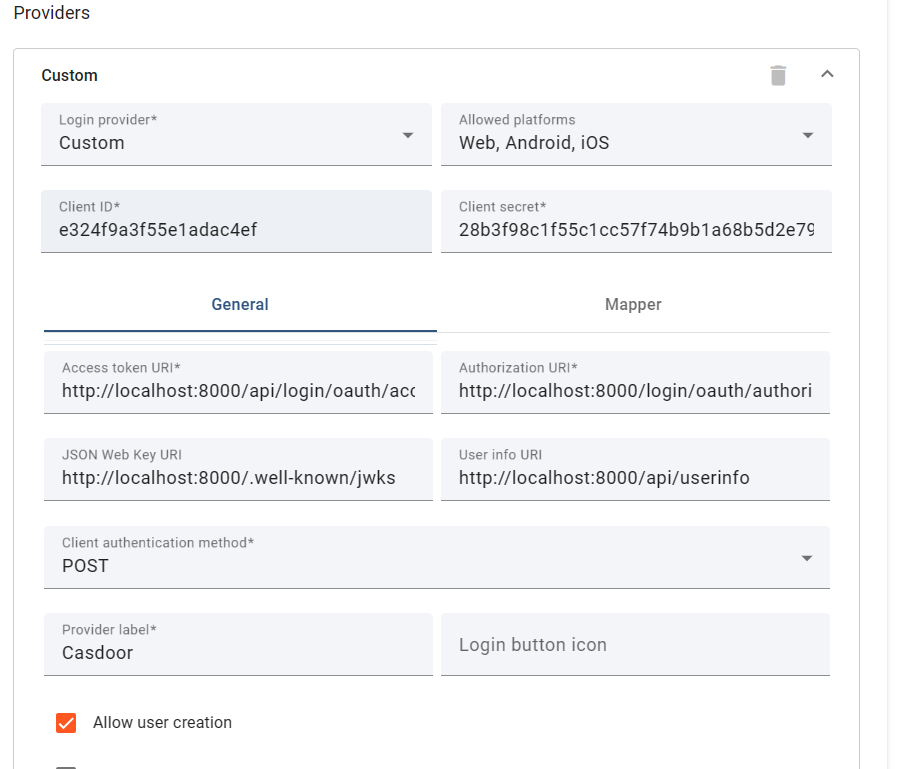 Providers
Custom
Login provider*
Custom
Allowed platforms
Web, Android, iOS
Client ID*
e324f9a3f55e1adac4ef
Client secret*
28b3f98c1f55c1cc57f74b9b1a68b5d2e79
General
Mapper
Access token URI*
http://localhost:8000/api/login/oauth/acc
Authorization URI*
http://localhost:8000/login/oauth/authori
JSON Web Key URI
http://localhost:8000/.well-known/jwks
User info URI
http://localhost:8000/api/userinfo
Client authentication method*
POST
Provider label*
Casdoor
Login button icon
Allow user creation